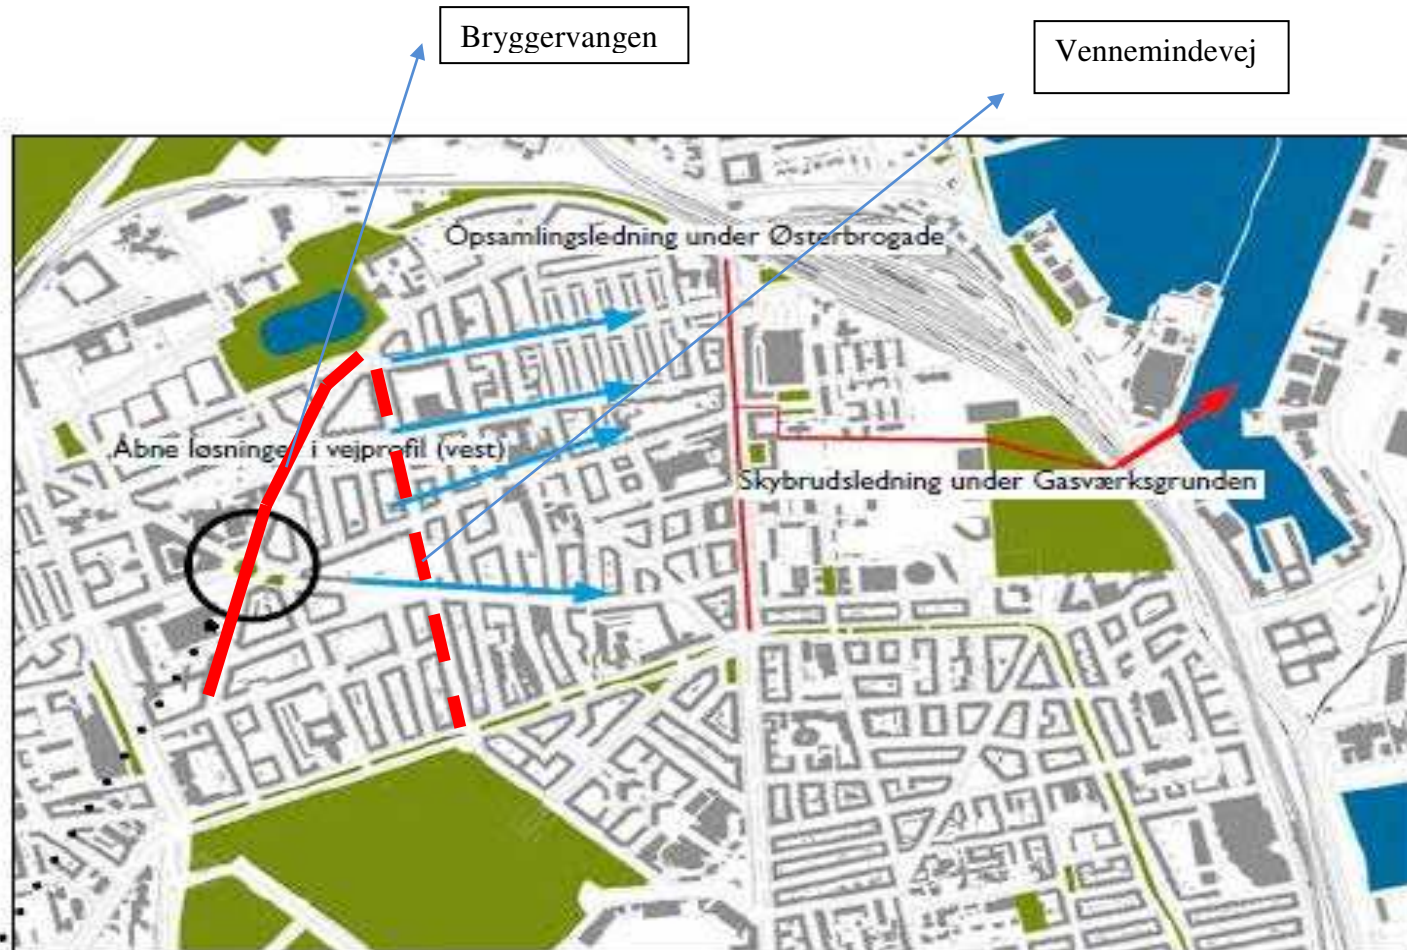 Bryggervangen
Vennemindevej
Opsamlingsledning under Østerbrogade
Åbne løsninger i vejprofil (vest)
Skybrudsledning under Gasværksgrunden